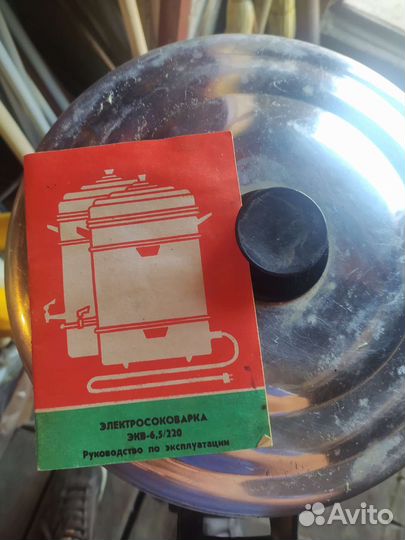 ЭЛЕКТРОСОКОВАРКА
ЭКВ-6,5/220
Руководство по эксплуатации
Avito